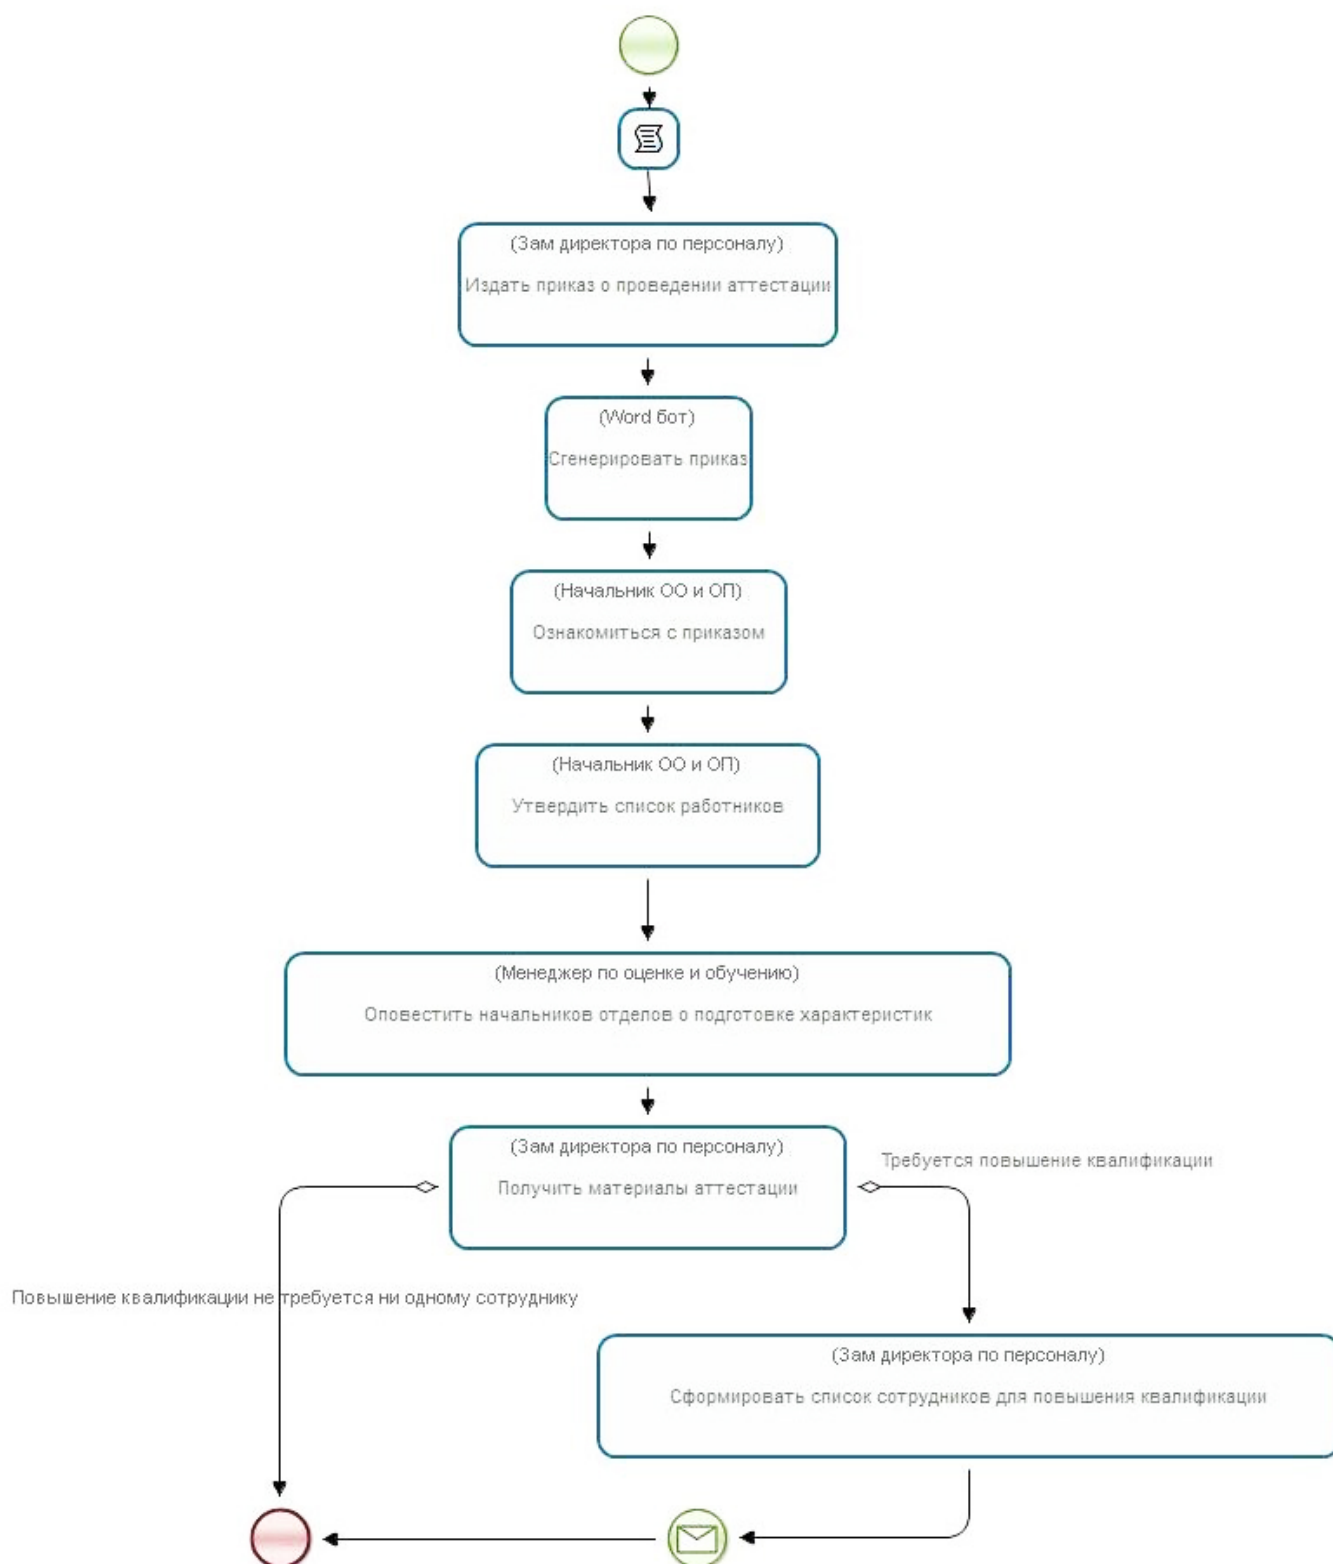 (Зам директора по персоналу)
Издать приказ о проведении аттестации
(Word бот)
Сгенерировать приказ
(Начальник ОО и ОП)
Ознакомиться с приказом
(Начальник ОО и ОП)
Утвердить список работников
(Менеджер по оценке и обучению)
Оповестить начальников отделов о подготовке характеристик
(Зам директора по персоналу)
Получить материалы аттестации
Требуется повышение квалификации
Повышение квалификации не требуется ни одному сотруднику
(Зам директора по персоналу)
Сформировать список сотрудников для повышения квалификации